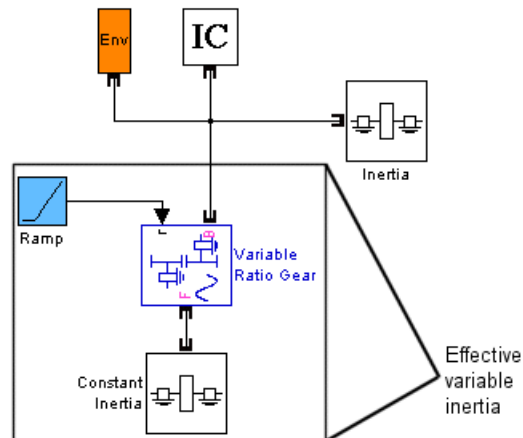 Env
IC
Inertia
Ramp
r
B
Variable
Ratio Gear
F
Constant
Inertia
Effective
variable
inertia